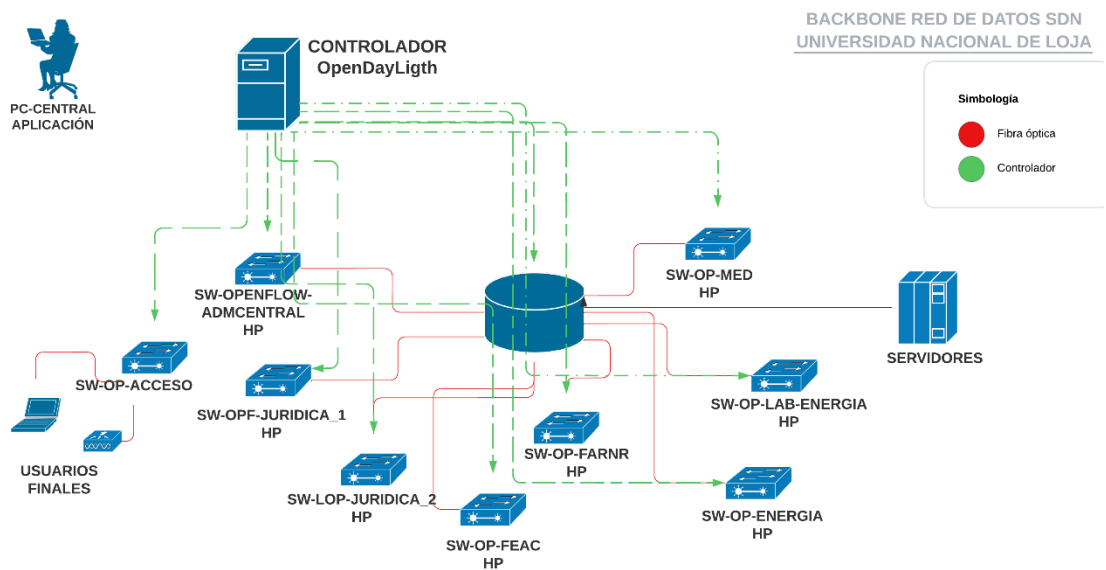 BACKBONE RED DE DATOS SDN
UNIVERSIDAD NACIONAL DE LOJA
CONTROLADOR
OpenDayLigth
PC-CENTRAL
APLICACIÓN
Simbología
Fibra óptica
Controlador
SW-OP-MED
HP
SW-OPENFLOW-
ADMCENTRAL
HP
SERVIDORES
SW-OP-ACCESO
SW-OPF-JURIDICA_1
HP
SW-OP-LAB-ENERGIA
HP
SW-OP-FARNR
HP
USUARIOS
FINALES
SW-LOP-JURIDICA_2
HP
SW-OP-ENERGIA
HP
SW-OP-FEAC
HP